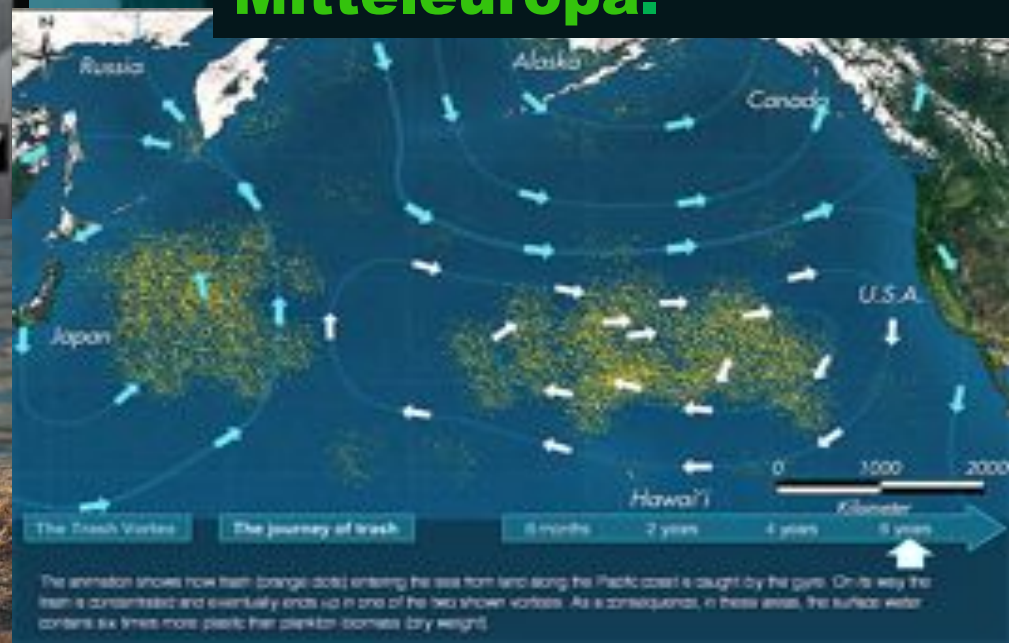 Mitteleuropa.
N
Russia
Alaska
Canada
Japan
U.S.A.
0 1000 2000
Hawai'i
Kilometer
The Trash Vortex
The journey of trash
6 months 2 years 4 years 6 years
The animation shows how trash (orange dots) entering the sea from land along the Pacific coast is caught by the gyre. On its way the
trash is concentrated and eventually ends up in one of the two shown vortices. As a consequence, in these areas, the surface water
contains six times more plastic than plankton biomass (dry weight).